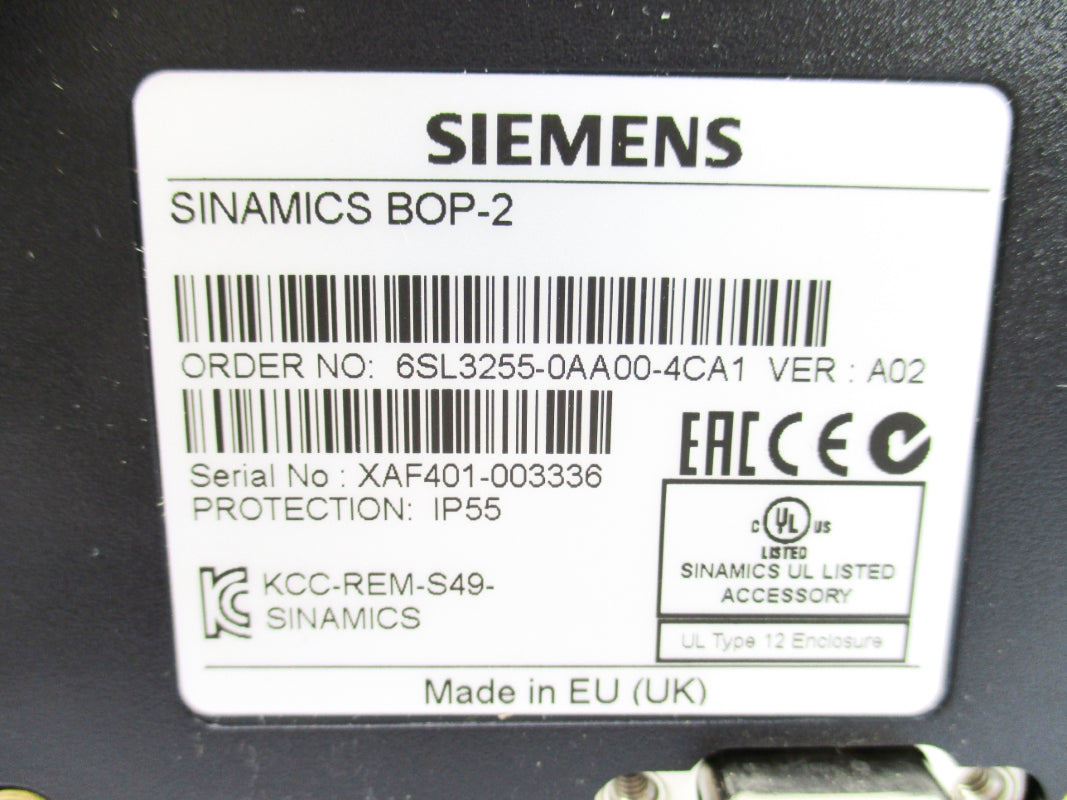 SIEMENS
SINAMICS BOP-2
ORDER NO: 6SL3255-0AA00-4CA1 VER : A02
Serial No : XAF401-003336
PROTECTION: IP55
EAC CE
C UL US
LISTED
SINAMICS UL LISTED
ACCESSORY
KCC-REM-S49-
SINAMICS
UL Type 12 Enclosure
Made in EU (UK)